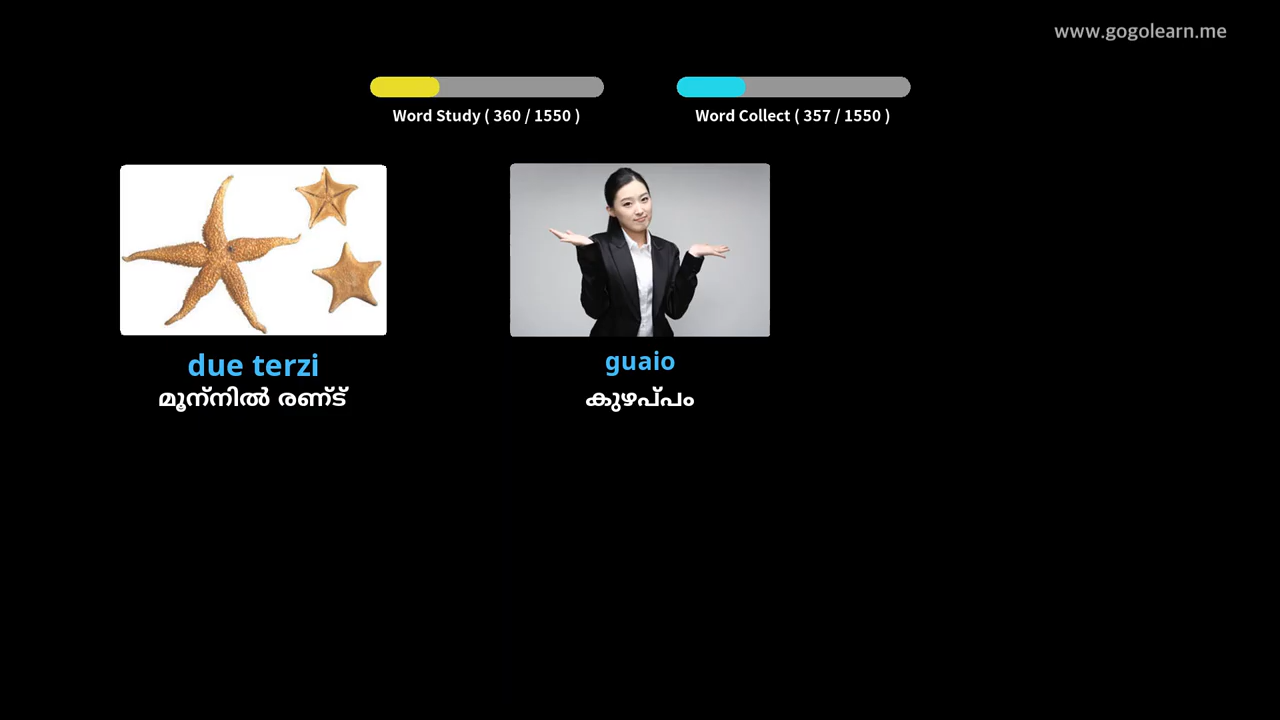 www.gogolearn.me
Word Study ( 360 / 1550 )
Word Collect ( 357 / 1550 )
due terzi
മൂന്നിൽ രണ്ട്
guaio
കുഴപ്പം